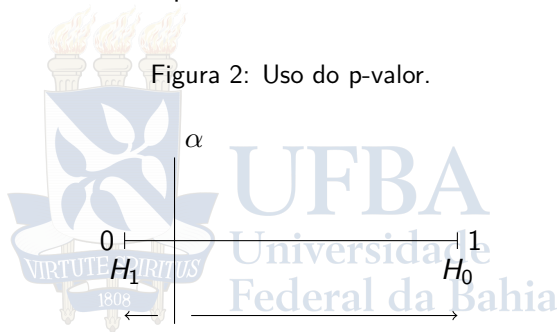 Figura 2: Uso do p-valor.
α
UFBA
0 1
Universidade
H₁ H₀
VIRTUTE SPIRITUS
1808
Federal da Bahia